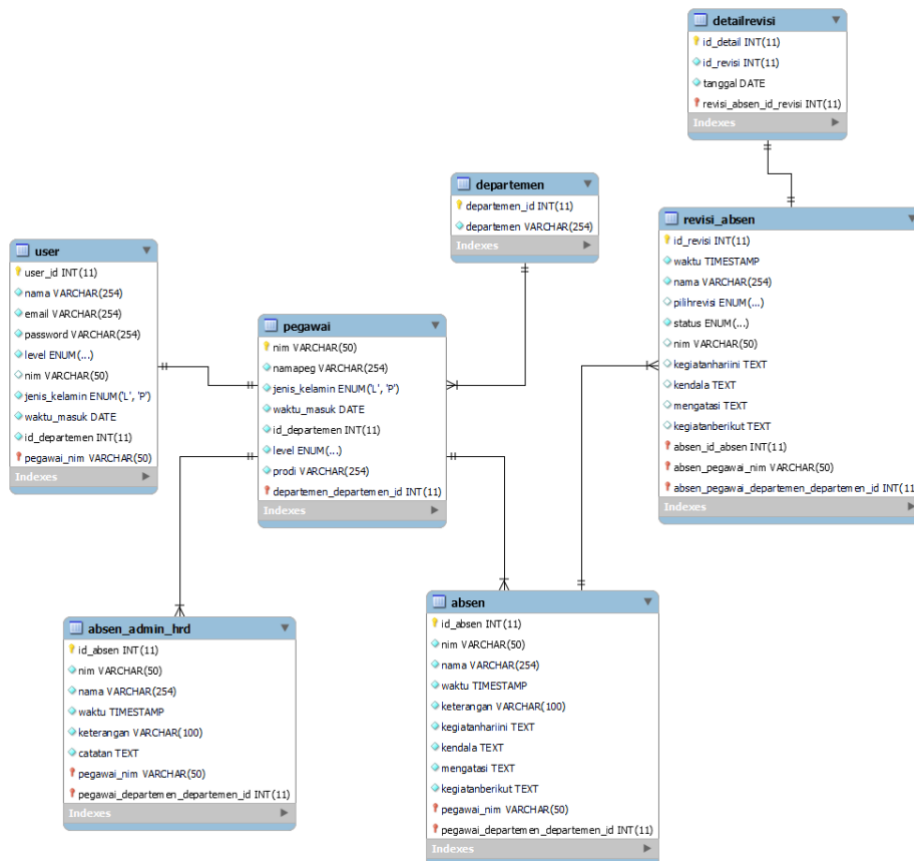 detailrevisi
id_detail INT(11)
id_revisi INT(11)
tanggal DATE
revisi_absen_id_revisi INT(11)
Indexes
departemen
departemen_id INT(11)
departemen VARCHAR(254)
Indexes
revisi_absen
id_revisi INT(11)
waktu TIMESTAMP
nama VARCHAR(254)
pilihrevisi ENUM(...)
status ENUM(...)
nim VARCHAR(50)
kegiatanhariini TEXT
kendala TEXT
mengatasi TEXT
kegiatanberikut TEXT
absen_id_absen INT(11)
absen_pegawai_nim VARCHAR(50)
absen_pegawai_departemen_departemen_id INT(11
Indexes
user
user_id INT(11)
nama VARCHAR(254)
email VARCHAR(254)
password VARCHAR(254)
level ENUM(...)
nim VARCHAR(50)
jenis_kelamin ENUM('L', 'P')
waktu_masuk DATE
id_departemen INT(11)
pegawai_nim VARCHAR(50)
Indexes
pegawai
nim VARCHAR(50)
namapeg VARCHAR(254)
jenis_kelamin ENUM('L', 'P')
waktu_masuk DATE
id_departemen INT(11)
level ENUM(...)
prodi VARCHAR(254)
departemen_departemen_id INT(11)
Indexes
absen_admin_hrd
id_absen INT(11)
nim VARCHAR(50)
nama VARCHAR(254)
waktu TIMESTAMP
keterangan VARCHAR(100)
catatan TEXT
pegawai_nim VARCHAR(50)
pegawai_departemen_departemen_id INT(11)
Indexes
absen
id_absen INT(11)
nim VARCHAR(50)
nama VARCHAR(254)
waktu TIMESTAMP
keterangan VARCHAR(100)
kegiatanhariini TEXT
kendala TEXT
mengatasi TEXT
kegiatanberikut TEXT
pegawai_nim VARCHAR(50)
pegawai_departemen_departemen_id INT(11)
Indexes